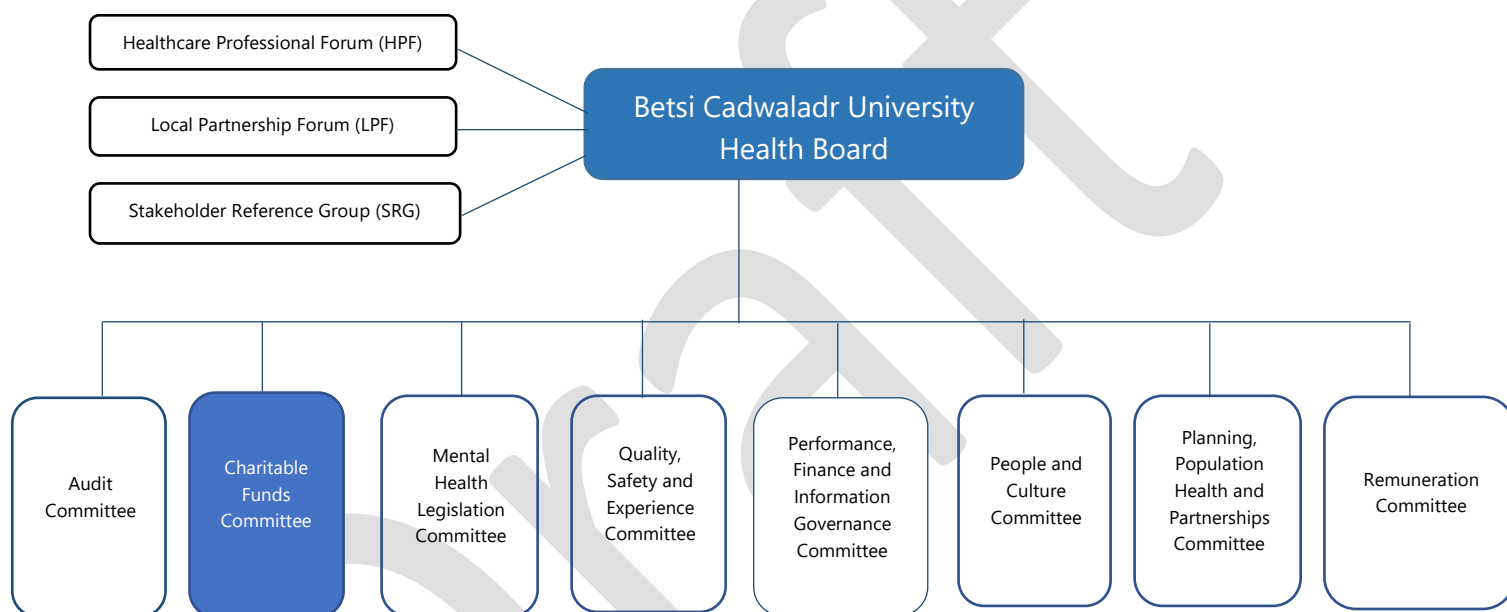 Healthcare Professional Forum (HPF)
Local Partnership Forum (LPF)
Stakeholder Reference Group (SRG)
Betsi Cadwaladr University
Health Board
Audit
Committee
Charitable
Funds
Committee
Mental
Health
Legislation
Committee
Quality,
Safety and
Experience
Committee
Performance,
Finance and
Information
Governance
Committee
People and
Culture
Committee
Planning,
Population
Health and
Partnerships
Committee
Remuneration
Committee
Draft